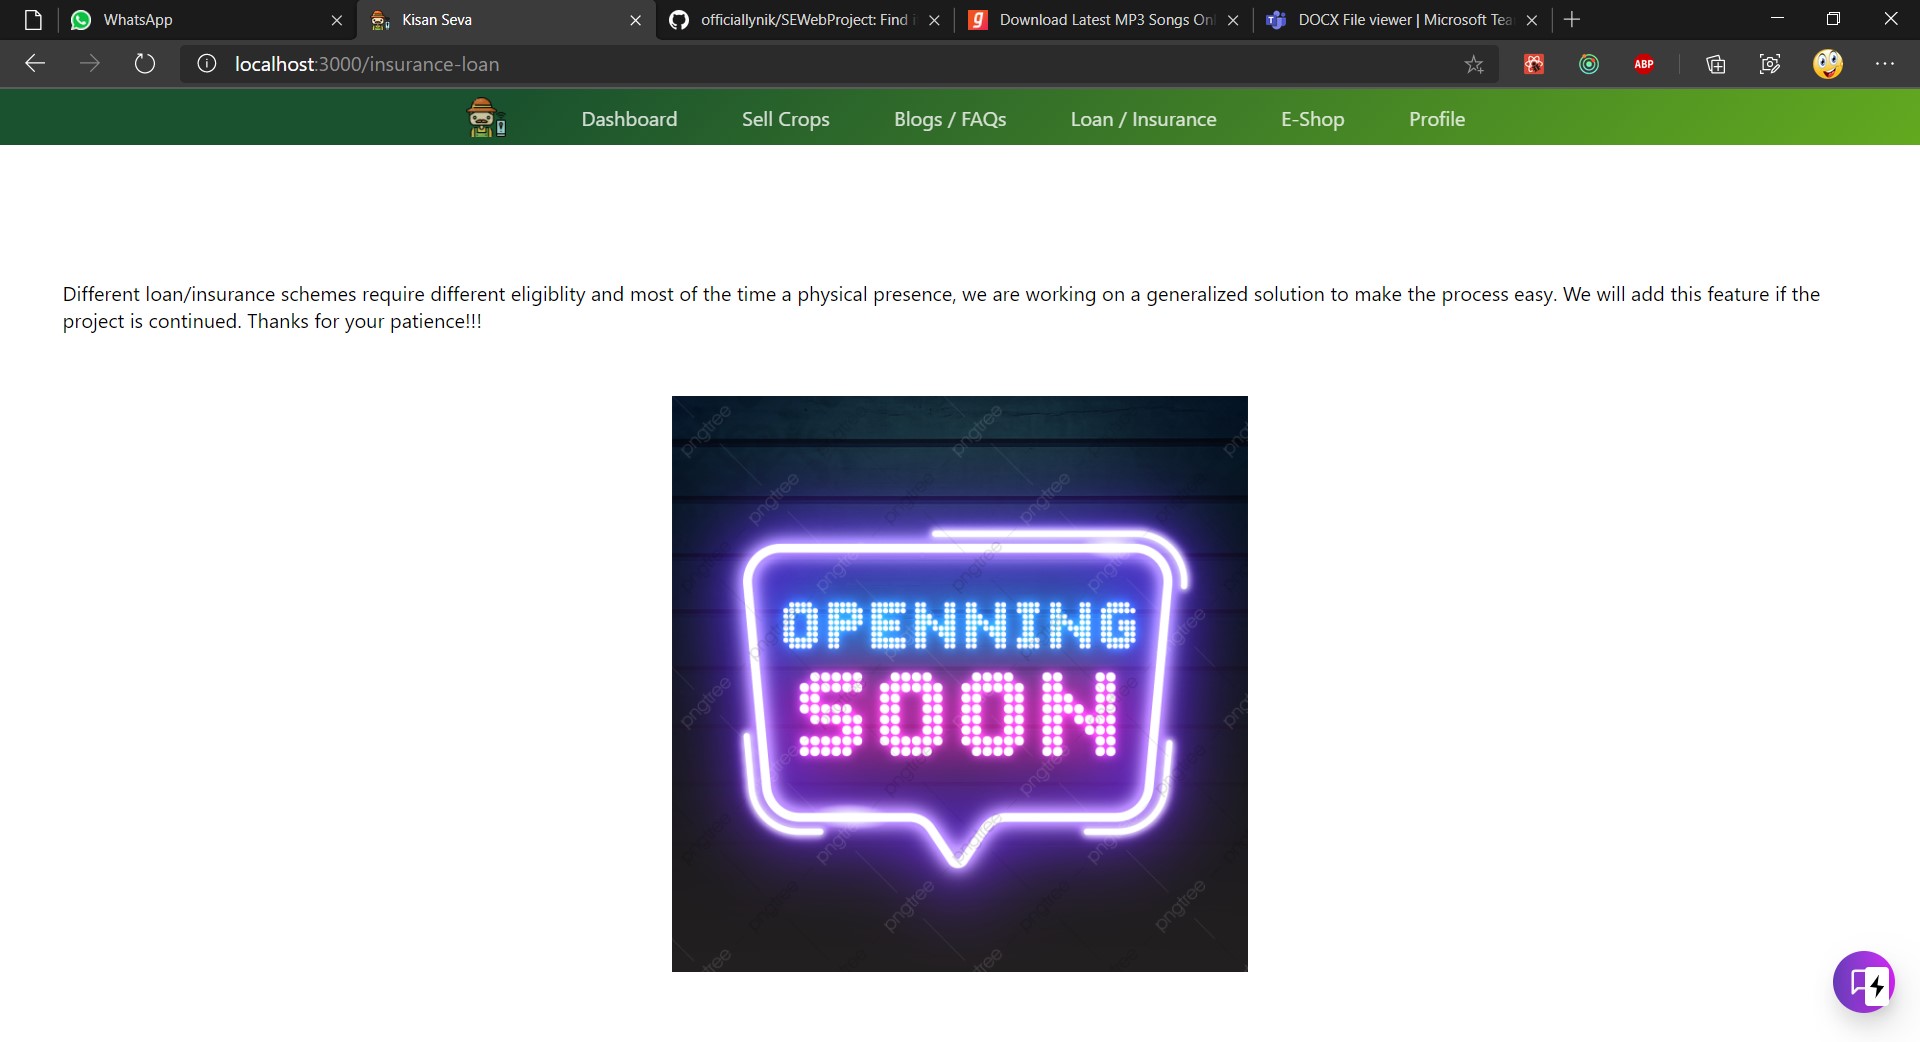 WhatsApp
Kisan Seva
officiallynik/SEWebProject: Find i
Download Latest MP3 Songs Onl
DOCX File viewer | Microsoft Tea
localhost:3000/insurance-loan
ABP
Dashboard
Sell Crops
Blogs / FAQs
Loan / Insurance
E-Shop
Profile
Different loan/insurance schemes require different eligiblity and most of the time a physical presence, we are working on a generalized solution to make the process easy. We will add this feature if the
project is continued. Thanks for your patience!!!
OPENNING
SOON
pngtree